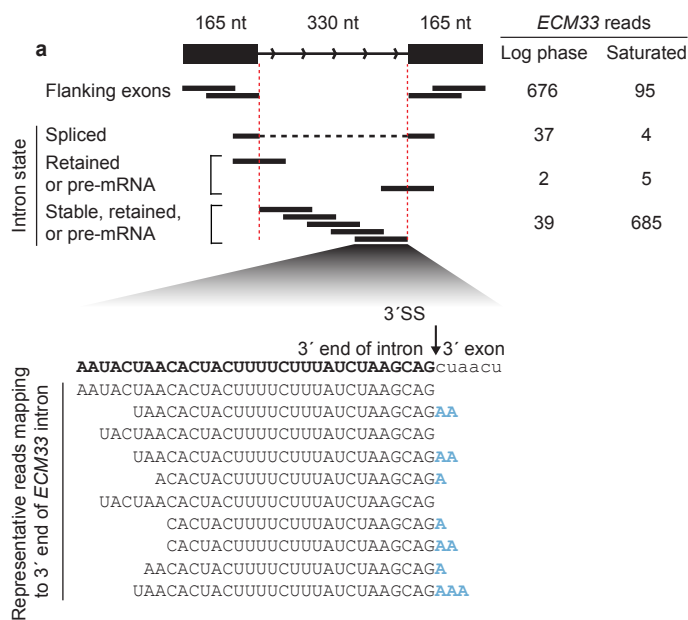 a
165 nt 330 nt 165 nt
ECM33 reads
Log phase Saturated
Flanking exons 676 95
Intron state
Spliced 37 4
Retained
or pre-mRNA 2 5
Stable, retained,
or pre-mRNA 39 685
3´SS
3´ end of intron 3´ exon
AAUACUAACACUACUUUUCUUUAUCUAAGCAGcuaacu
Representative reads mapping
to 3´ end of ECM33 intron
AAUACUAACACUACUUUUCUUUAUCUAAGCAG
UAACACUACUUUUCUUUAUCUAAGCAGAA
UACUAACACUACUUUUCUUUAUCUAAGCAG
UAACACUACUUUUCUUUAUCUAAGCAGAA
ACACUACUUUUCUUUAUCUAAGCAGA
UACUAACACUACUUUUCUUUAUCUAAGCAG
CACUACUUUUCUUUAUCUAAGCAGA
CACUACUUUUCUUUAUCUAAGCAGAA
AACACUACUUUUCUUUAUCUAAGCAGA
UAACACUACUUUUCUUUAUCUAAGCAGAAA